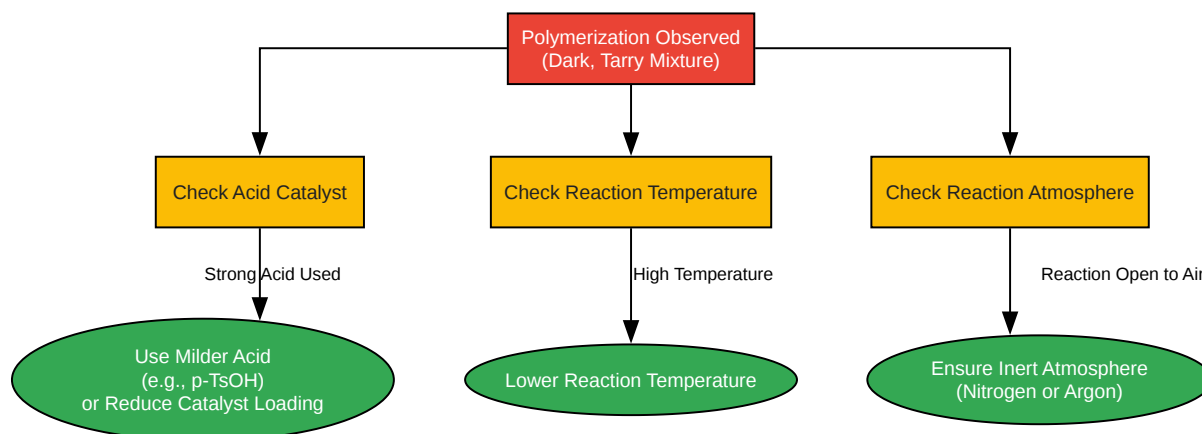 Polymerization Observed
(Dark, Tarry Mixture)
Check Acid Catalyst
Check Reaction Temperature
Check Reaction Atmosphere
Strong Acid Used
High Temperature
Reaction Open to Air
Use Milder Acid
(e.g., p-TsOH)
or Reduce Catalyst Loading
Lower Reaction Temperature
Ensure Inert Atmosphere
(Nitrogen or Argon)